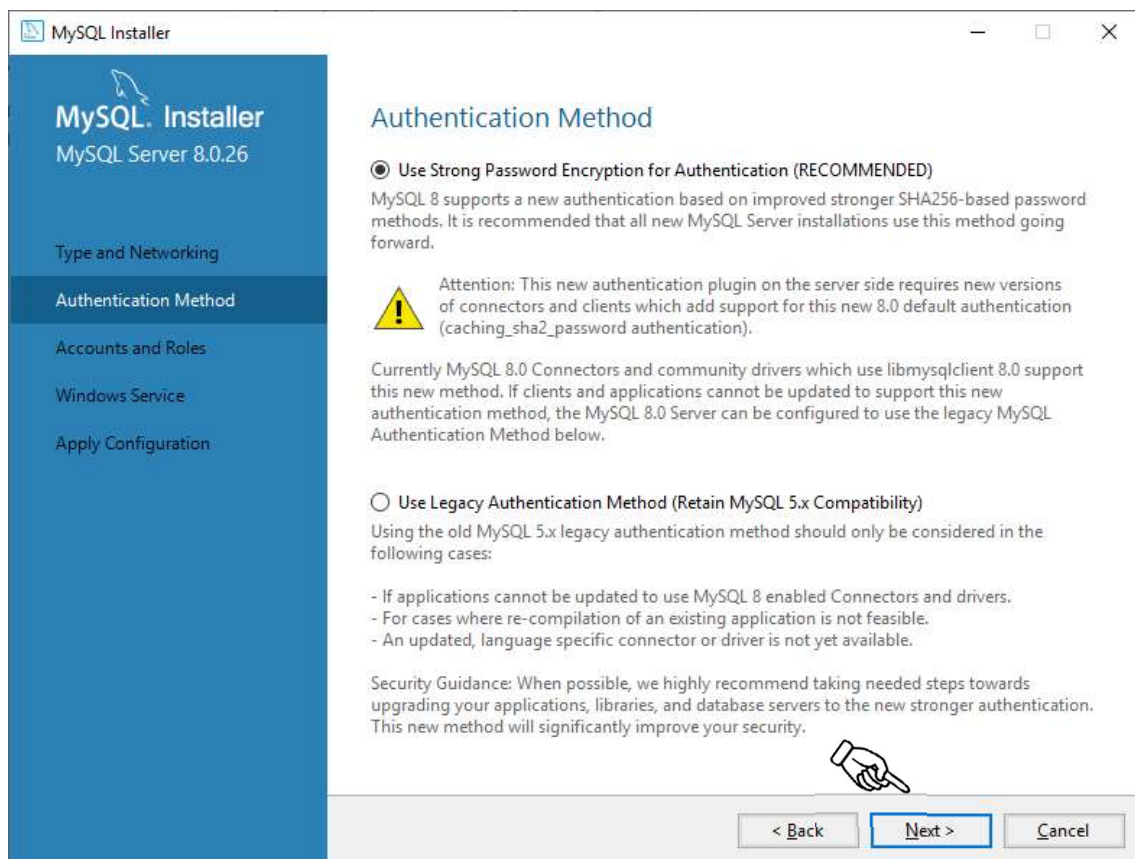 MySQL Installer
MySQL. Installer
MySQL Server 8.0.26
Type and Networking
Authentication Method
Accounts and Roles
Windows Service
Apply Configuration
Authentication Method
Use Strong Password Encryption for Authentication (RECOMMENDED)
MySQL 8 supports a new authentication based on improved stronger SHA256-based password
methods. It is recommended that all new MySQL Server installations use this method going
forward.
Attention: This new authentication plugin on the server side requires new versions
of connectors and clients which add support for this new 8.0 default authentication
(caching_sha2_password authentication).
Currently MySQL 8.0 Connectors and community drivers which use libmysqlclient 8.0 support
this new method. If clients and applications cannot be updated to support this new
authentication method, the MySQL 8.0 Server can be configured to use the legacy MySQL
Authentication Method below.
Use Legacy Authentication Method (Retain MySQL 5.x Compatibility)
Using the old MySQL 5.x legacy authentication method should only be considered in the
following cases:
- If applications cannot be updated to use MySQL 8 enabled Connectors and drivers.
- For cases where re-compilation of an existing application is not feasible.
- An updated, language specific connector or driver is not yet available.
Security Guidance: When possible, we highly recommend taking needed steps towards
upgrading your applications, libraries, and database servers to the new stronger authentication.
This new method will significantly improve your security.
< Back
Next >
Cancel